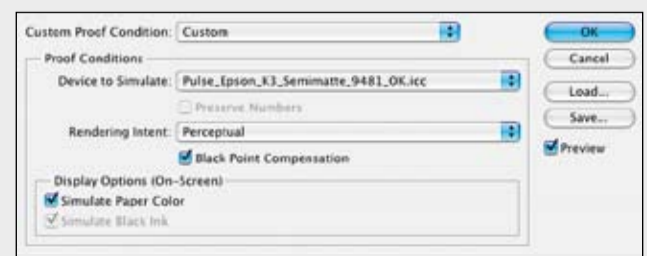 Custom Proof Condition: Custom
OK
Proof Conditions
Cancel
Device to Simulate: Pulse_Epson_K3_Semimatte_9481_OK.icc
Load...
Preserve Numbers
Save...
Rendering Intent: Perceptual
Preview
Black Point Compensation
Display Options (On-Screen)
Simulate Paper Color
Simulate Black Ink